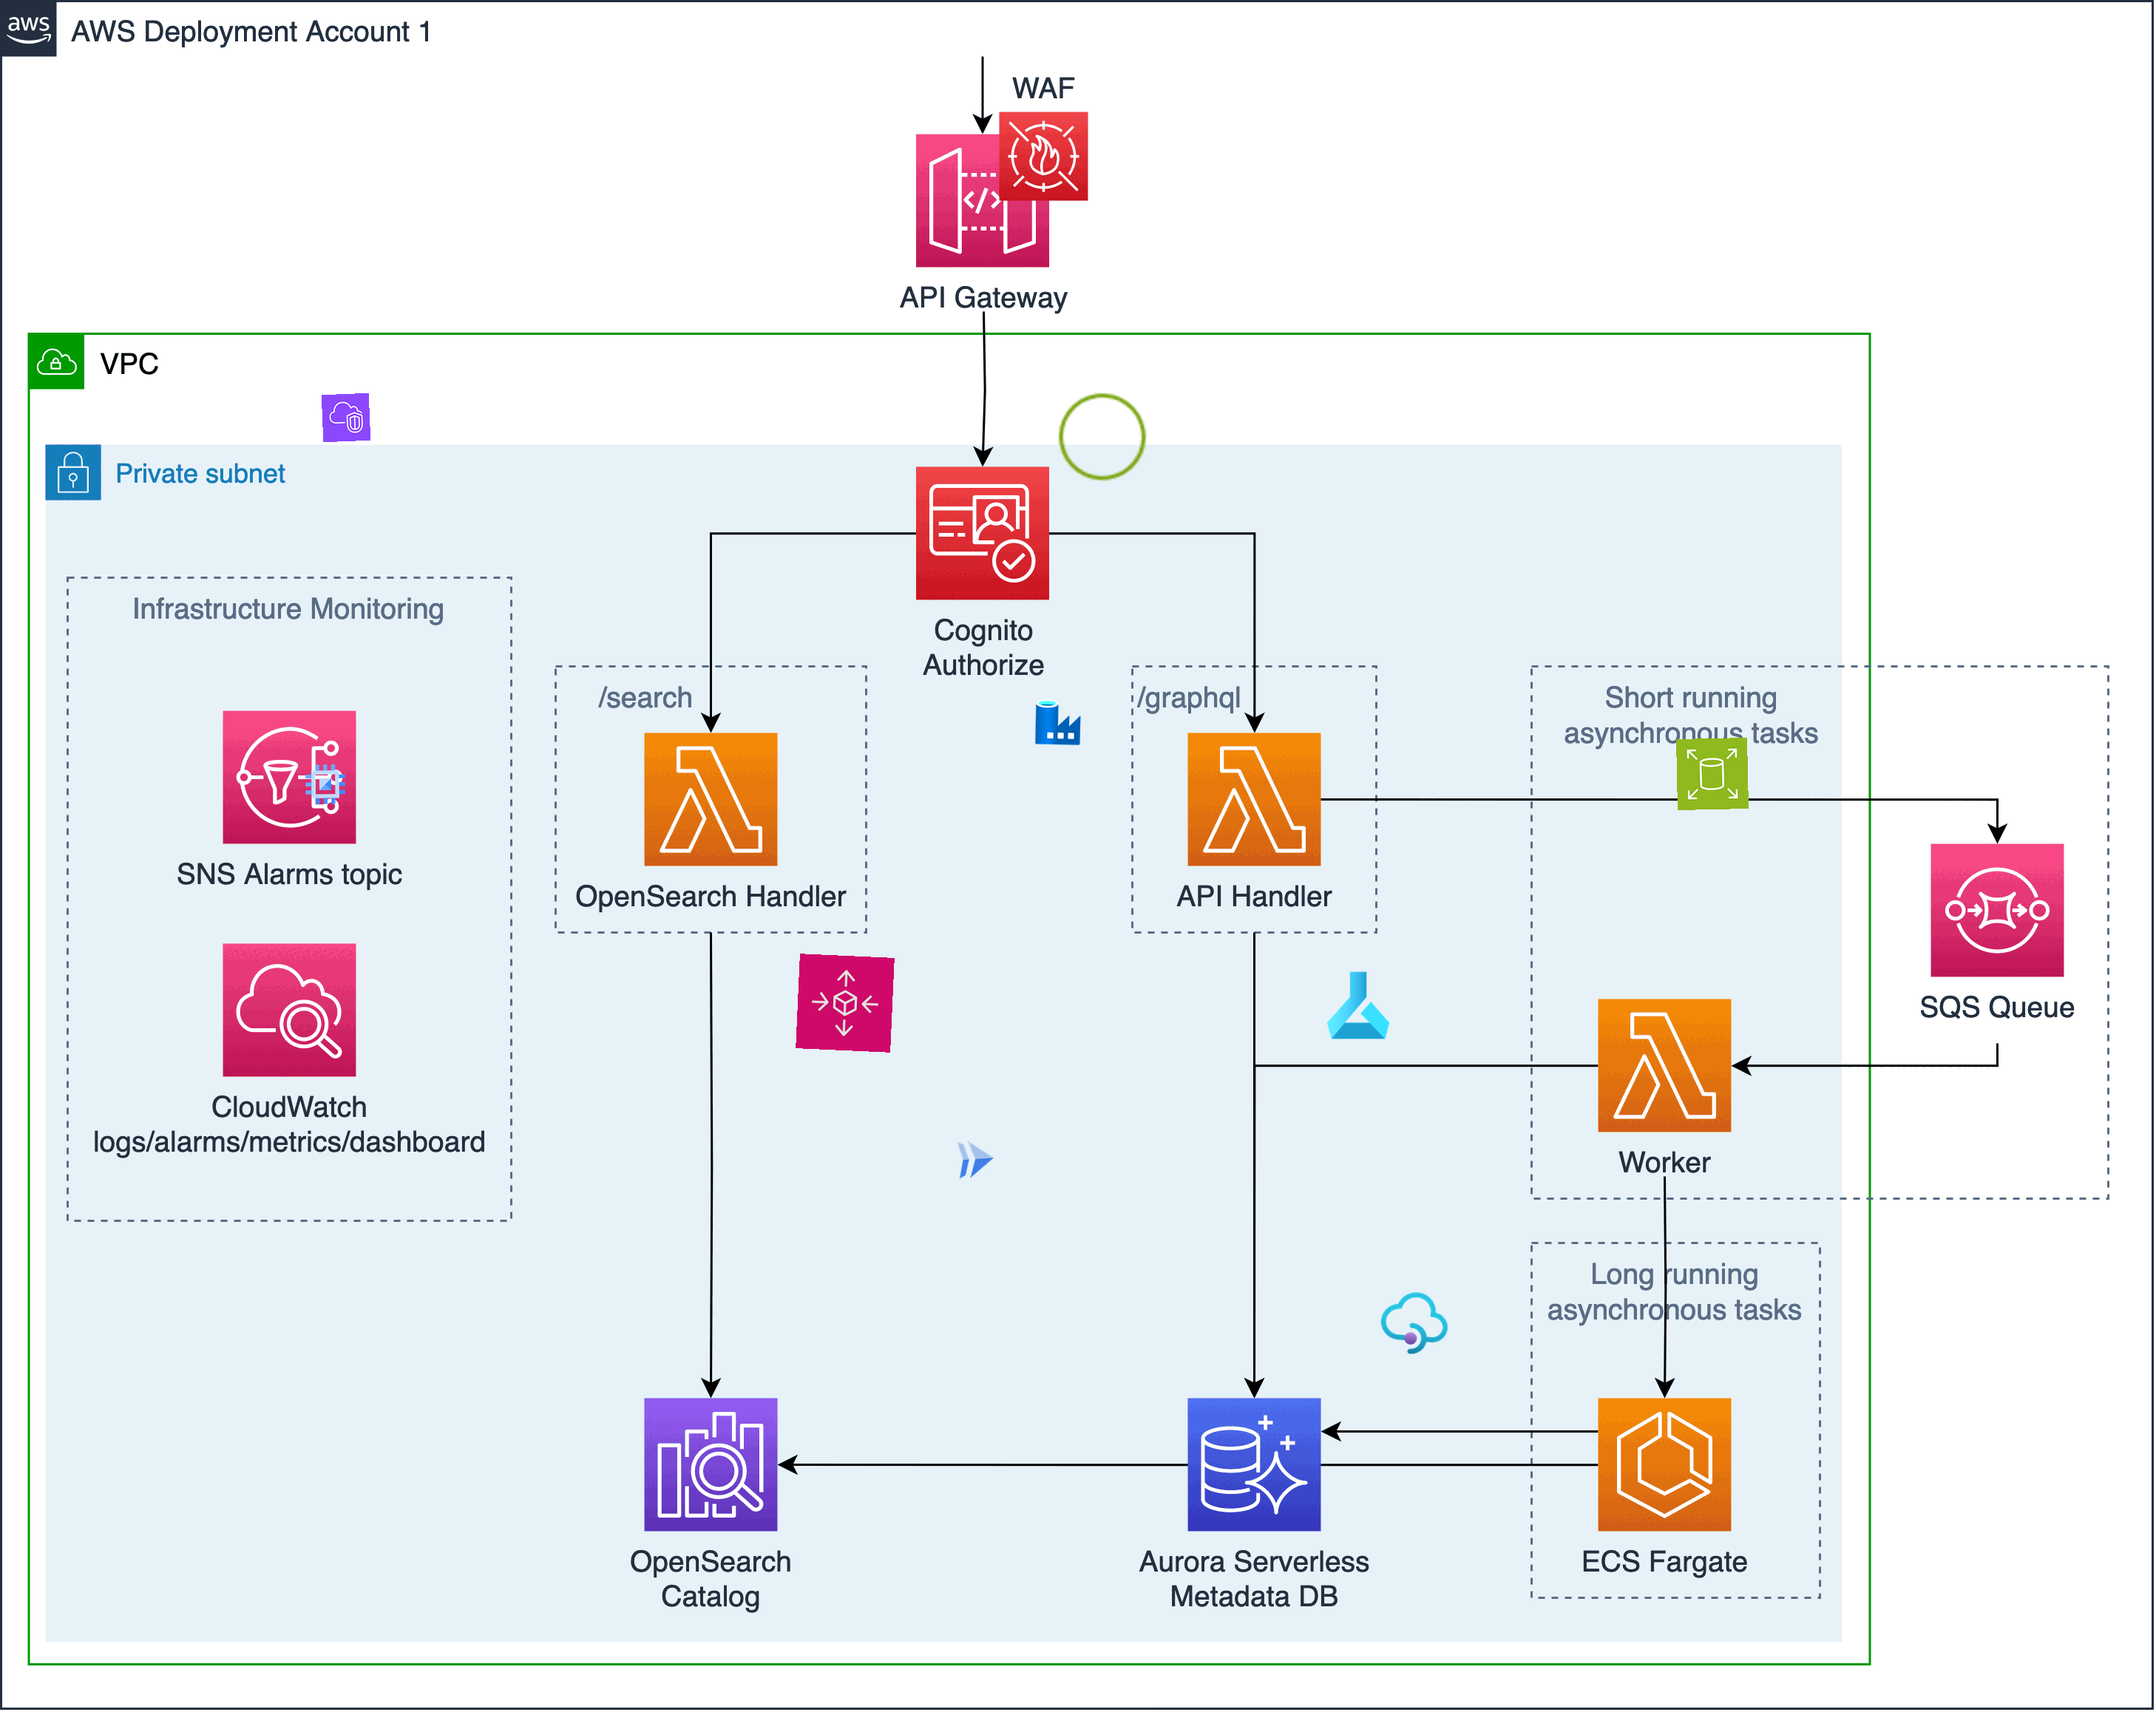 aws
AWS Deployment Account 1
WAF
API Gateway
VPC
Private subnet
Cognito
Authorize
Infrastructure Monitoring
/search
/graphql
Short running
asynchronous tasks
SNS Alarms topic
OpenSearch Handler
API Handler
SQS Queue
CloudWatch
logs/alarms/metrics/dashboard
Worker
Long running
asynchronous tasks
OpenSearch
Catalog
Aurora Serverless
Metadata DB
ECS Fargate